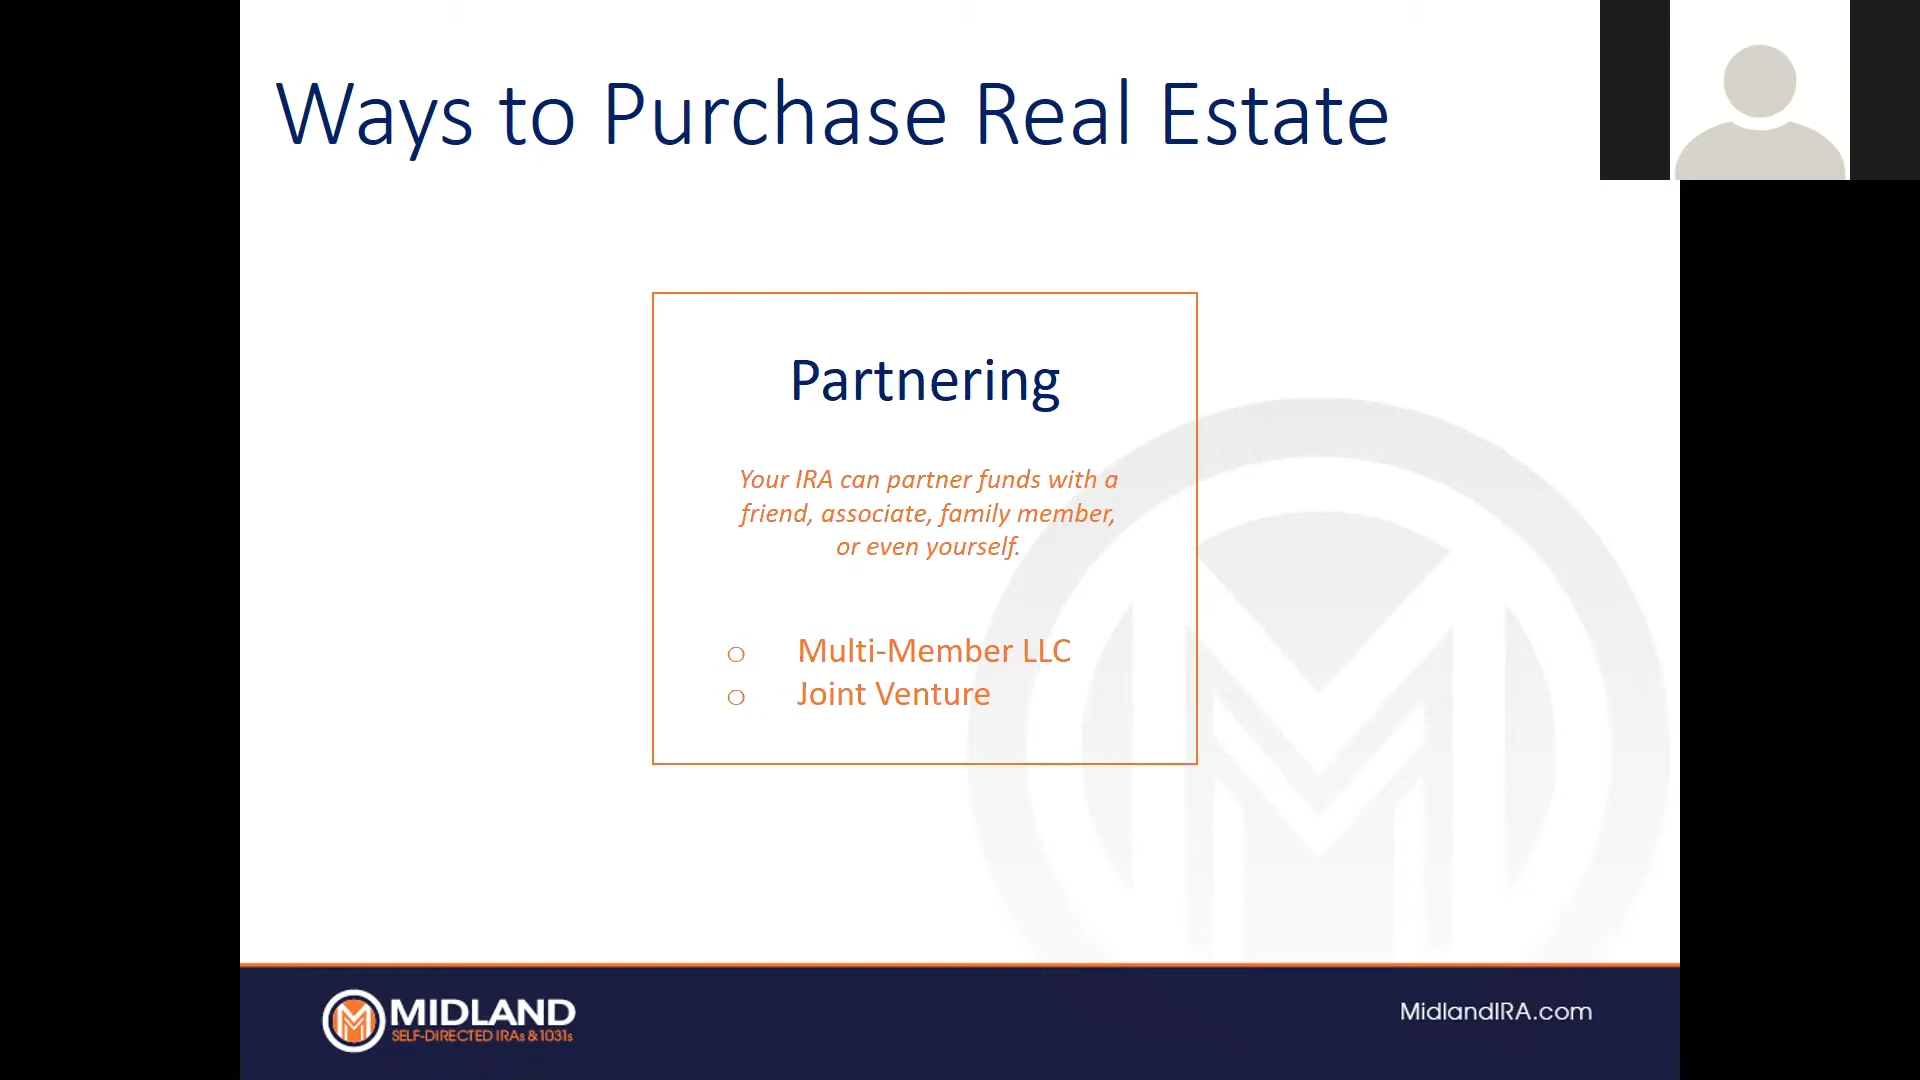 Ways to Purchase Real Estate
Partnering
Your IRA can partner funds with a
friend, associate, family member,
or even yourself.
o Multi-Member LLC
o Joint Venture
MIDLAND
SELF-DIRECTED IRAs & 1031s
MidlandIRA.com